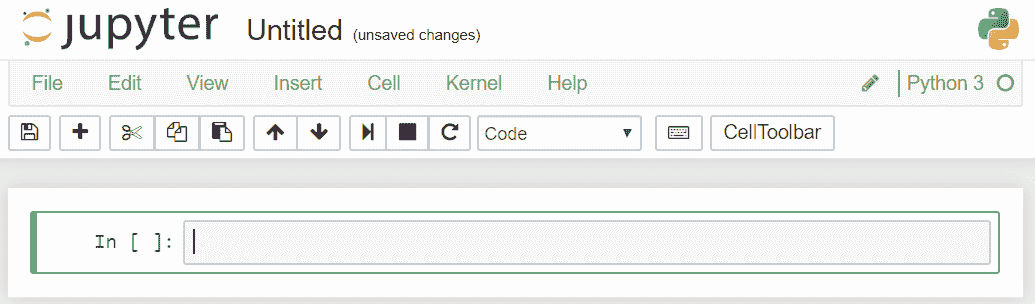 jupyter Untitled (unsaved changes)
File Edit View Insert Cell Kernel Help Python 3
Code CellToolbar
In [ ]: